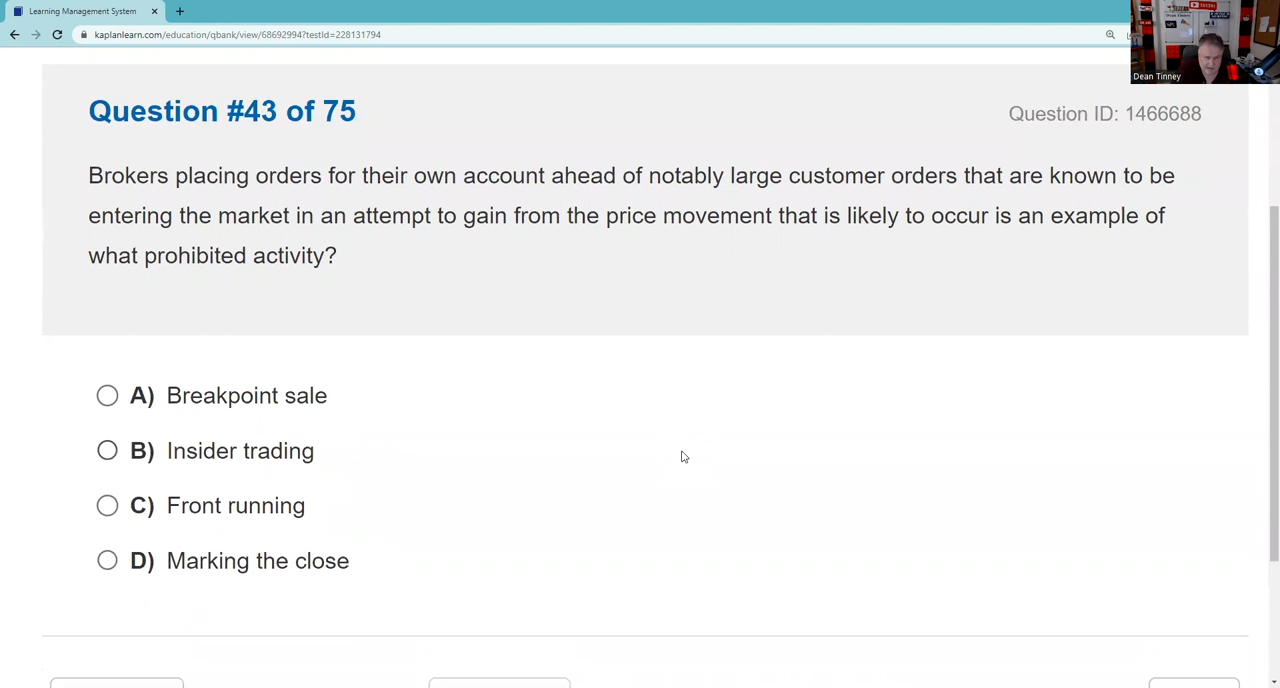 Learning Management System
kaplanlearn.com/education/qbank/view/68692994?testId=228131794
Dean Tinney
Question #43 of 75
Question ID: 1466688
Brokers placing orders for their own account ahead of notably large customer orders that are known to be
entering the market in an attempt to gain from the price movement that is likely to occur is an example of
what prohibited activity?
A) Breakpoint sale
B) Insider trading
C) Front running
D) Marking the close